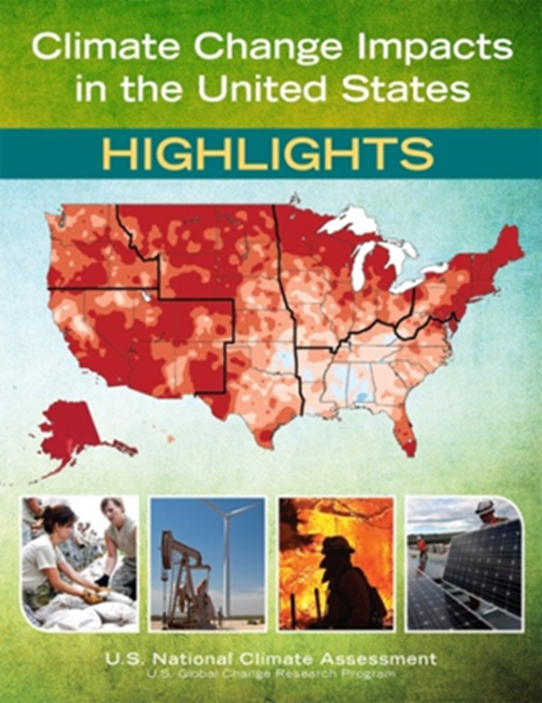 Climate Change Impacts
in the United States
HIGHLIGHTS
U.S. National Climate Assessment
U.S. Global Change Research Program